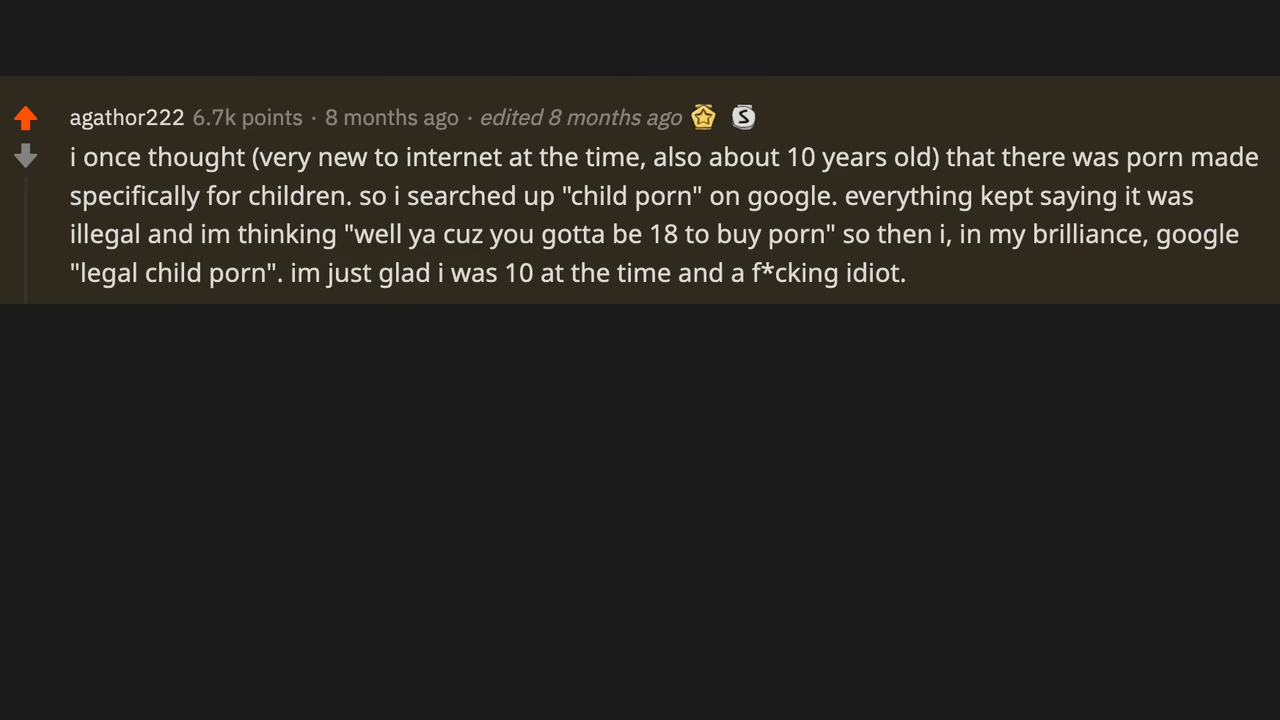 agathor222 6.7k points · 8 months ago · edited 8 months ago
i once thought (very new to internet at the time, also about 10 years old) that there was porn made
specifically for children. so i searched up "child porn" on google. everything kept saying it was
illegal and im thinking "well ya cuz you gotta be 18 to buy porn" so then i, in my brilliance, google
"legal child porn". im just glad i was 10 at the time and a f*cking idiot.